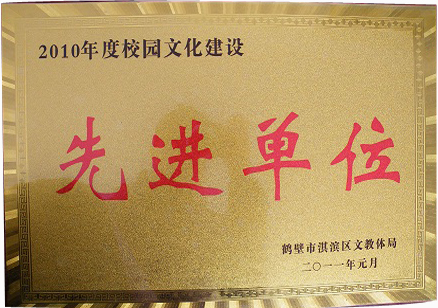 2010年度校园文化建设
先进单位
鹤壁市淇滨区文教体局
二〇一一年元月